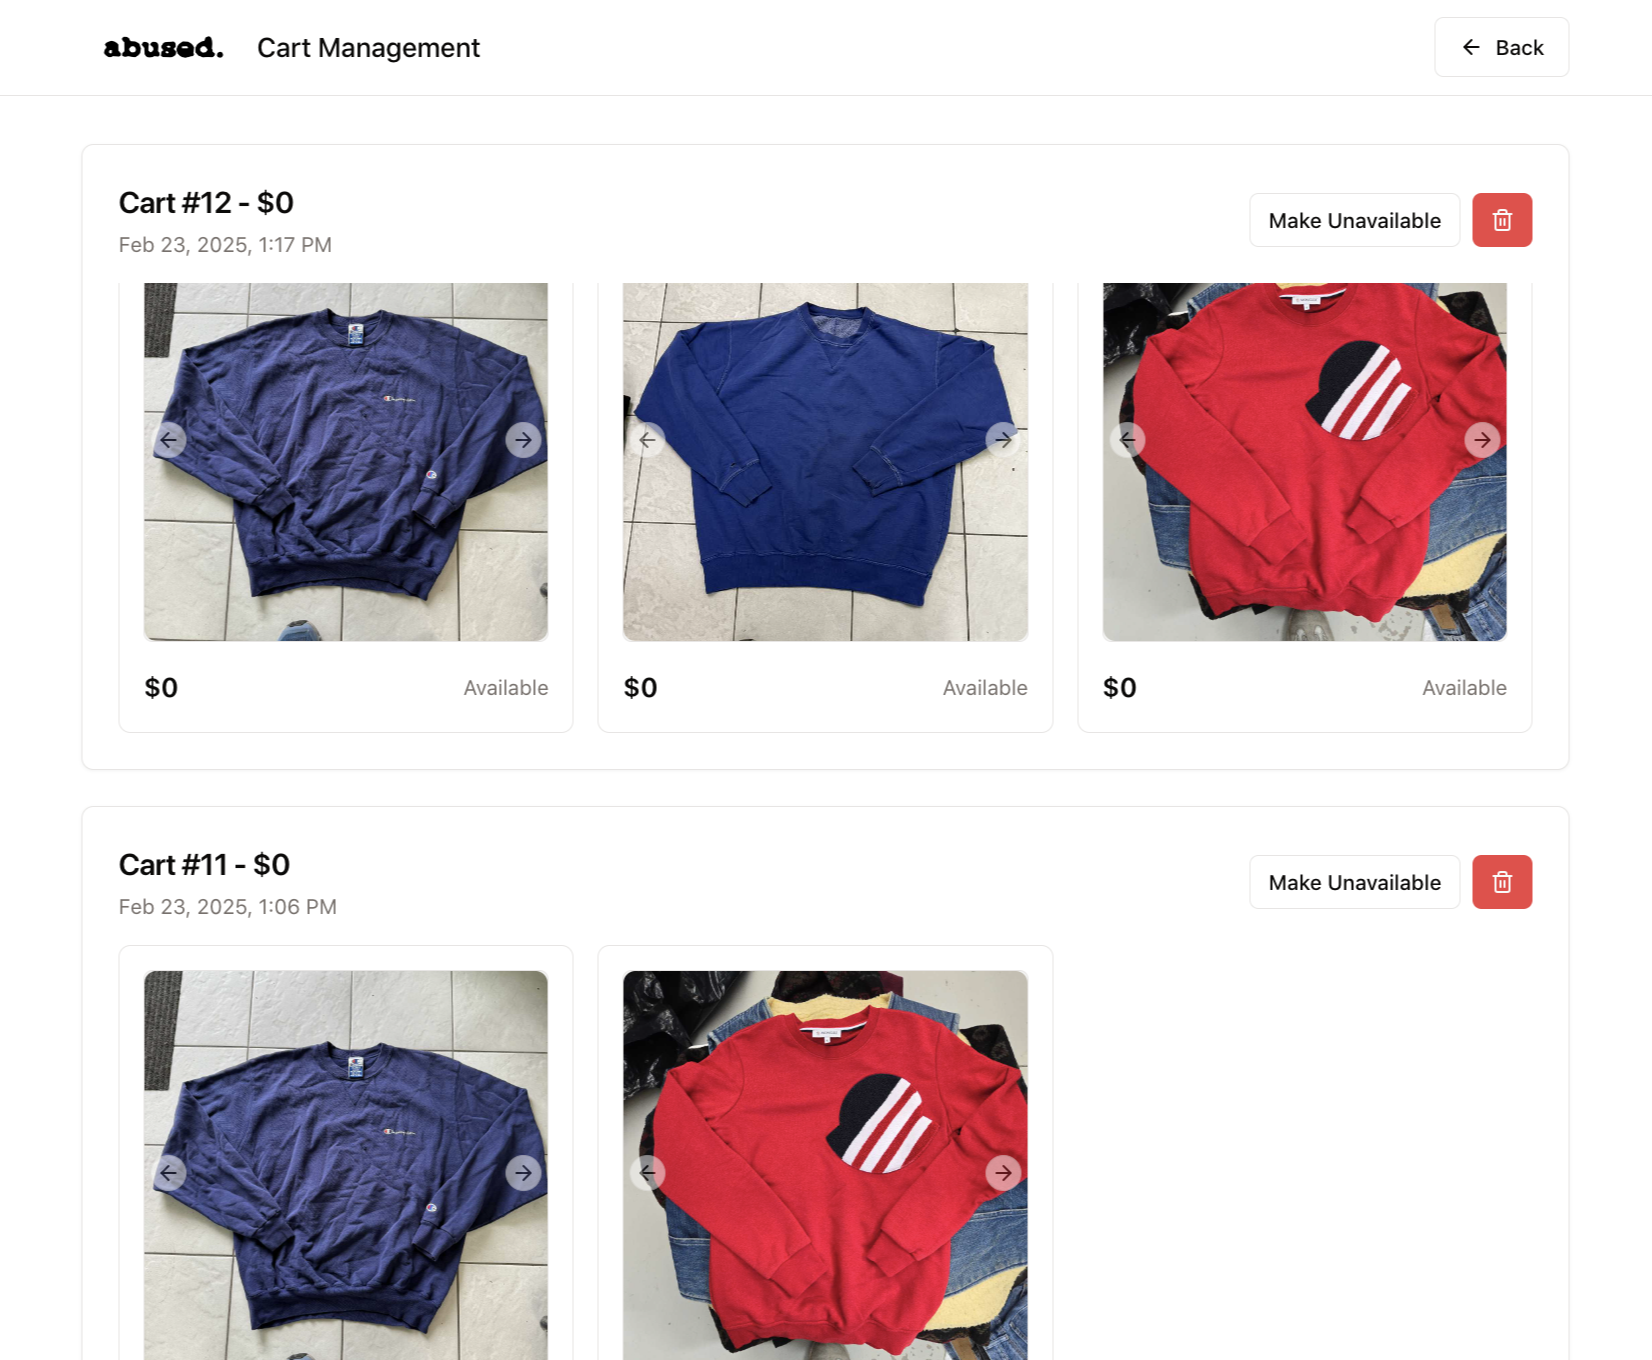 abused.
Cart Management
Back
Cart #12 - $0
Feb 23, 2025, 1:17 PM
Make Unavailable
$0
Available
$0
Available
$0
Available
Cart #11 - $0
Feb 23, 2025, 1:06 PM
Make Unavailable